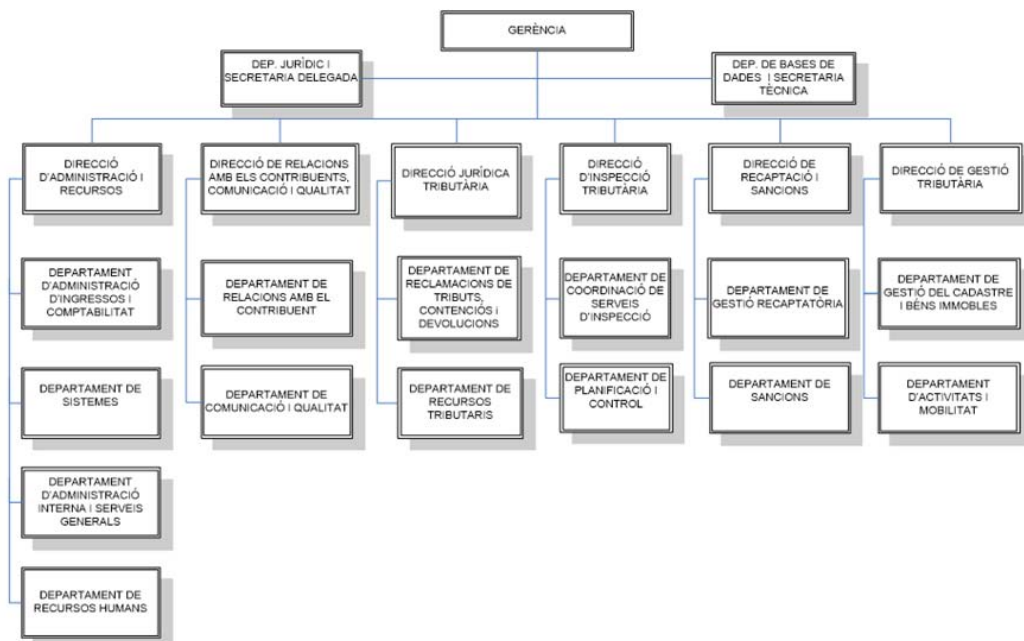 GERÈNCIA
DEP. JURÍDIC I
SECRETARIA DELEGADA
DEP. DE BASES DE
DADES I SECRETARIA
TÈCNICA
DIRECCIÓ
D'ADMINISTRACIÓ I
RECURSOS
DIRECCIÓ DE RELACIONS
AMB ELS CONTRIBUENTS,
COMUNICACIÓ I QUALITAT
DIRECCIÓ JURÍDICA
TRIBUTÀRIA
DIRECCIÓ
D'INSPECCIÓ
TRIBUTÀRIA
DIRECCIÓ DE
RECAPTACIÓ I
SANCIONS
DIRECCIÓ DE GESTIÓ
TRIBUTÀRIA
DEPARTAMENT
D'ADMINISTRACIÓ
D'INGRESSOS I
COMPTABILITAT
DEPARTAMENT DE
RELACIONS AMB EL
CONTRIBUENT
DEPARTAMENT DE
RECLAMACIONS DE
TRIBUTS,
CONTENCIÓS i
DEVOLUCIONS
DEPARTAMENT DE
COORDINACIÓ DE
SERVEIS
D'INSPECCIÓ
DEPARTAMENT DE
GESTIÓ RECAPTATÒRIA
DEPARTAMENT DE
GESTIÓ DEL CADASTRE
I BÈNS IMMOBLES
DEPARTAMENT DE
SISTEMES
DEPARTAMENT DE
COMUNICACIÓ I QUALITAT
DEPARTAMENT DE
RECURSOS
TRIBUTARIS
DEPARTAMENT DE
PLANIFICACIÓ I
CONTROL
DEPARTAMENT DE
SANCIONS
DEPARTAMENT
D'ACTIVITATS I
MOBILITAT
DEPARTAMENT
D'ADMINISTRACIÓ
INTERNA I SERVEIS
GENERALS
DEPARTAMENT DE
RECURSOS HUMANS